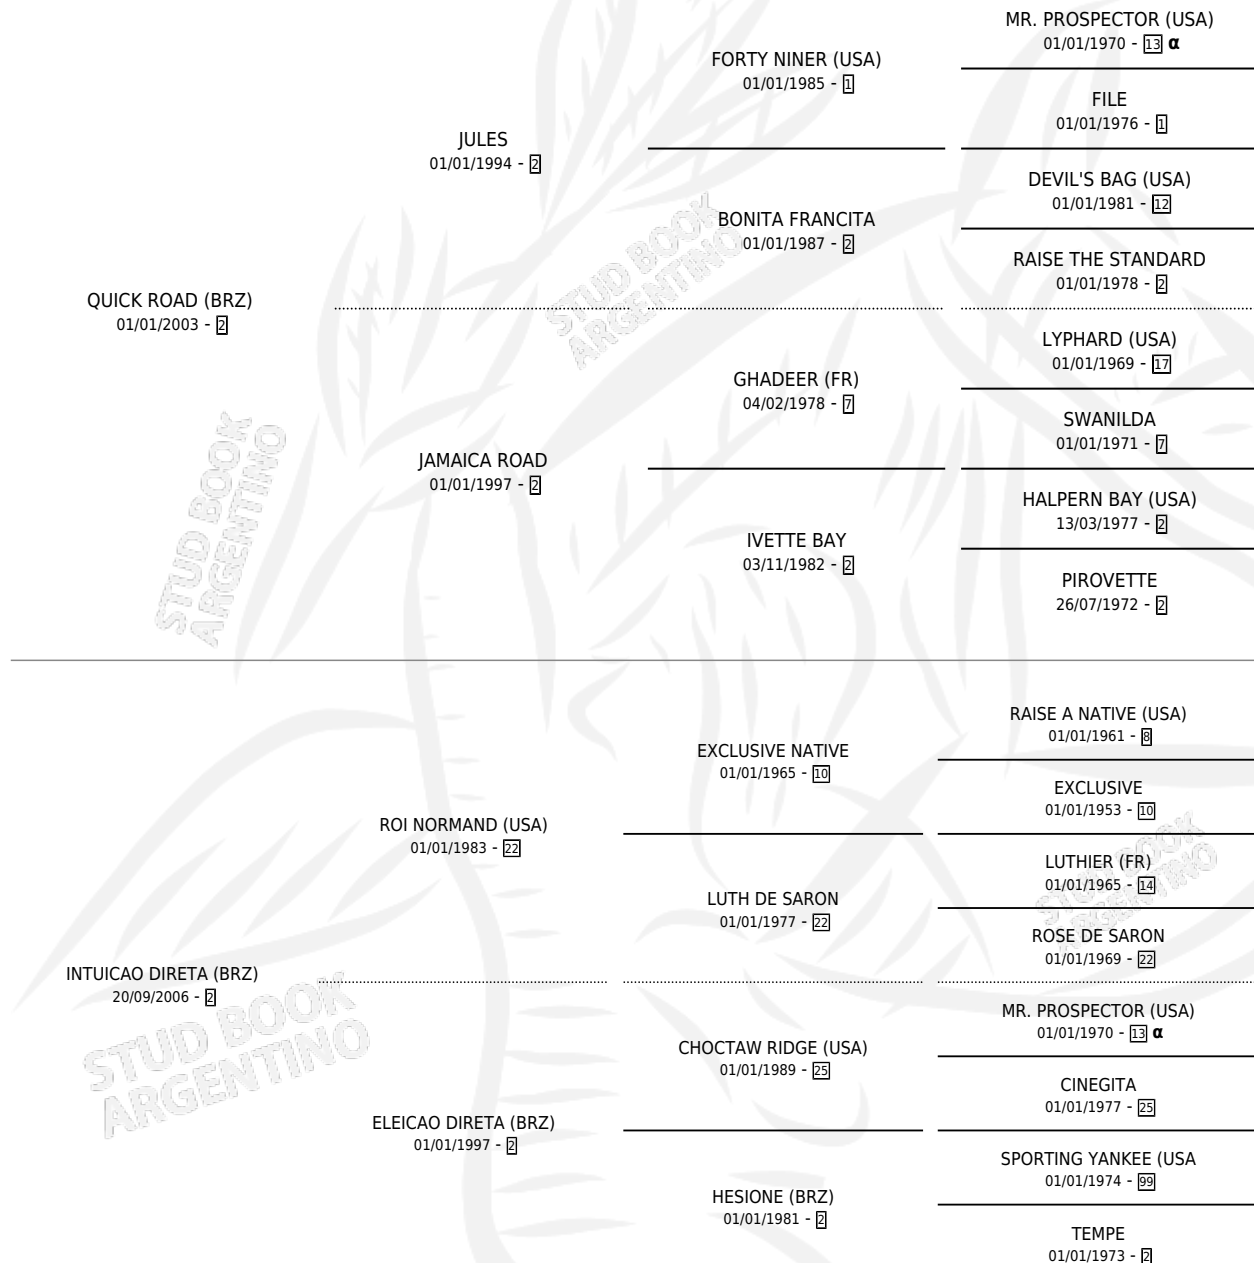 MR. PROSPECTOR (USA)
01/01/1970 - 13 α
FORTY NINER (USA)
01/01/1985 - 1
FILE
01/01/1976 - 1
JULES
01/01/1994 - 2
DEVIL'S BAG (USA)
01/01/1981 - 12
BONITA FRANCITA
01/01/1987 - 2
RAISE THE STANDARD
01/01/1978 - 2
QUICK ROAD (BRZ)
01/01/2003 - 2
LYPHARD (USA)
01/01/1969 - 17
GHADEER (FR)
04/02/1978 - 7
SWANILDA
01/01/1971 - 7
JAMAICA ROAD
01/01/1997 - 2
HALPERN BAY (USA)
13/03/1977 - 2
IVETTE BAY
03/11/1982 - 2
PIROVETTE
26/07/1972 - 2
RAISE A NATIVE (USA)
01/01/1961 - 8
EXCLUSIVE NATIVE
01/01/1965 - 10
EXCLUSIVE
01/01/1953 - 10
ROI NORMAND (USA)
01/01/1983 - 22
LUTHIER (FR)
01/01/1965 - 14
LUTH DE SARON
01/01/1977 - 22
ROSE DE SARON
01/01/1969 - 22
INTUICAO DIRETA (BRZ)
20/09/2006 - 2
MR. PROSPECTOR (USA)
01/01/1970 - 13 α
CHOCTAW RIDGE (USA)
01/01/1989 - 25
CINEGITA
01/01/1977 - 25
ELEICAO DIRETA (BRZ)
01/01/1997 - 2
SPORTING YANKEE (USA
01/01/1974 - 99
HESIONE (BRZ)
01/01/1981 - 2
TEMPE
01/01/1973 - 2
STUD BOOK
ARGENTINO
STUD BOOK
ARGENTINO
STUD BOOK
ARGENTINO
STUD BOOK
ARGENTINO